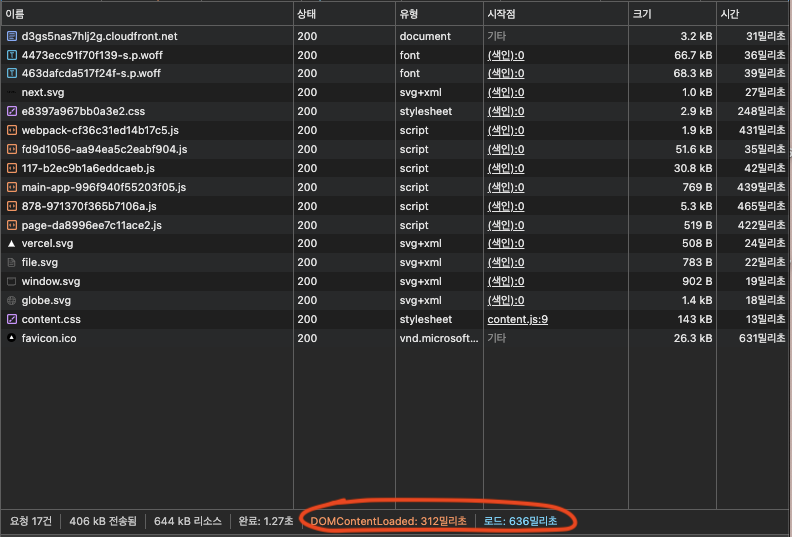 이름 상태 유형 시작점 크기 시간
d3gs5nas7hlj2g.cloudfront.net 200 document 기타 3.2 kB 31밀리초
4473ecc91f70f139-s.p.woff 200 font (색인):0 66.7 kB 36밀리초
463dafcda517f24f-s.p.woff 200 font (색인):0 68.3 kB 39밀리초
next.svg 200 svg+xml (색인):0 1.0 kB 27밀리초
e8397a967bb0a3e2.css 200 stylesheet (색인):0 2.9 kB 248밀리초
webpack-cf36c31ed14b17c5.js 200 script (색인):0 1.9 kB 431밀리초
fd9d1056-aa94ea5c2eabf904.js 200 script (색인):0 51.6 kB 35밀리초
117-b2ec9b1a6eddcaeb.js 200 script (색인):0 30.8 kB 42밀리초
main-app-996f940f55203f05.js 200 script (색인):0 769 B 439밀리초
878-971370f365b7106a.js 200 script (색인):0 5.3 kB 465밀리초
page-da8996ee7c11ace2.js 200 script (색인):0 519 B 422밀리초
vercel.svg 200 svg+xml (색인):0 508 B 24밀리초
file.svg 200 svg+xml (색인):0 783 B 22밀리초
window.svg 200 svg+xml (색인):0 902 B 19밀리초
globe.svg 200 svg+xml (색인):0 1.4 kB 18밀리초
content.css 200 stylesheet content.js:9 143 kB 13밀리초
favicon.ico 200 vnd.microsoft... 기타 26.3 kB 631밀리초
요청 17건 406 kB 전송됨 644 kB 리소스 완료: 1.27초 DOMContentLoaded: 312밀리초 로드: 636밀리초